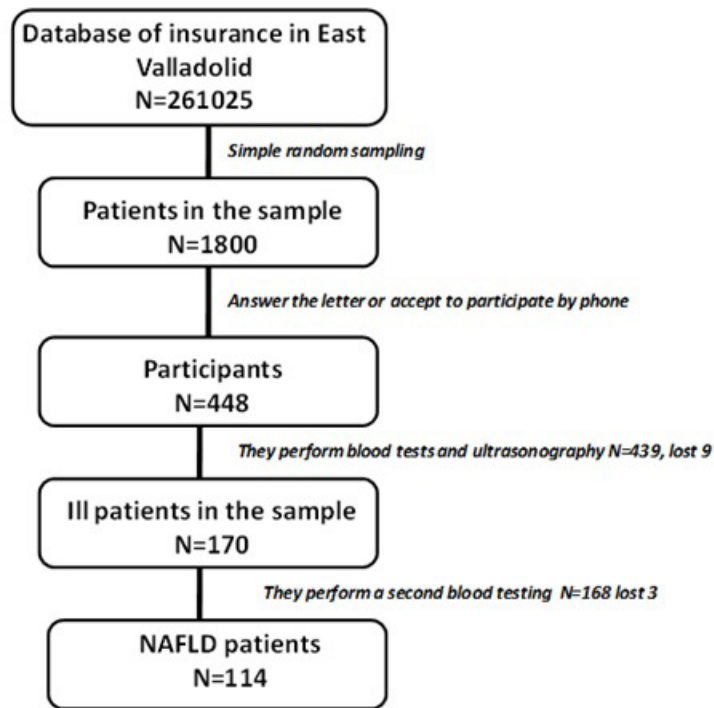 Database of insurance in East
Valladolid
N=261025
Simple random sampling
Patients in the sample
N=1800
Answer the letter or accept to participate by phone
Participants
N=448
They perform blood tests and ultrasonography N=439, lost 9
Ill patients in the sample
N=170
They perform a second blood testing N=168 lost 3
NAFLD patients
N=114